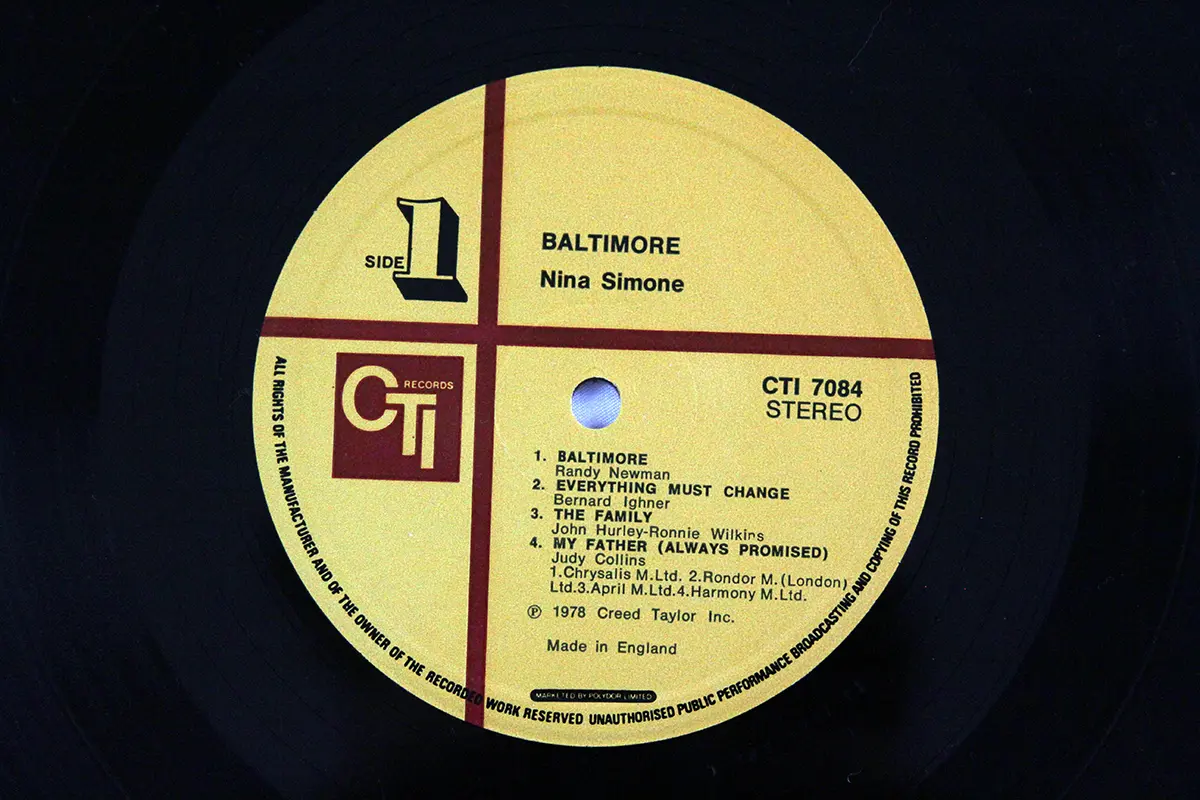 SIDE 1
BALTIMORE
Nina Simone
CTI
RECORDS
CTI 7084
STEREO
1. BALTIMORE
Randy Newman
2. EVERYTHING MUST CHANGE
Bernard Ighner
3. THE FAMILY
John Hurley-Ronnie Wilkins
4. MY FATHER (ALWAYS PROMISED)
Judy Collins
1.Chrysalis M.Ltd. 2.Rondor M.(London)
Ltd.3.April M.Ltd.4.Harmony M.Ltd.
℗ 1978 Creed Taylor Inc.
Made in England
MARKETED BY POLYDOR LIMITED
ALL RIGHTS OF THE MANUFACTURER AND OF THE OWNER OF THE RECORDED WORK RESERVED UNAUTHORISED PUBLIC PERFORMANCE BROADCASTING AND COPYING OF THIS RECORD PROHIBITED